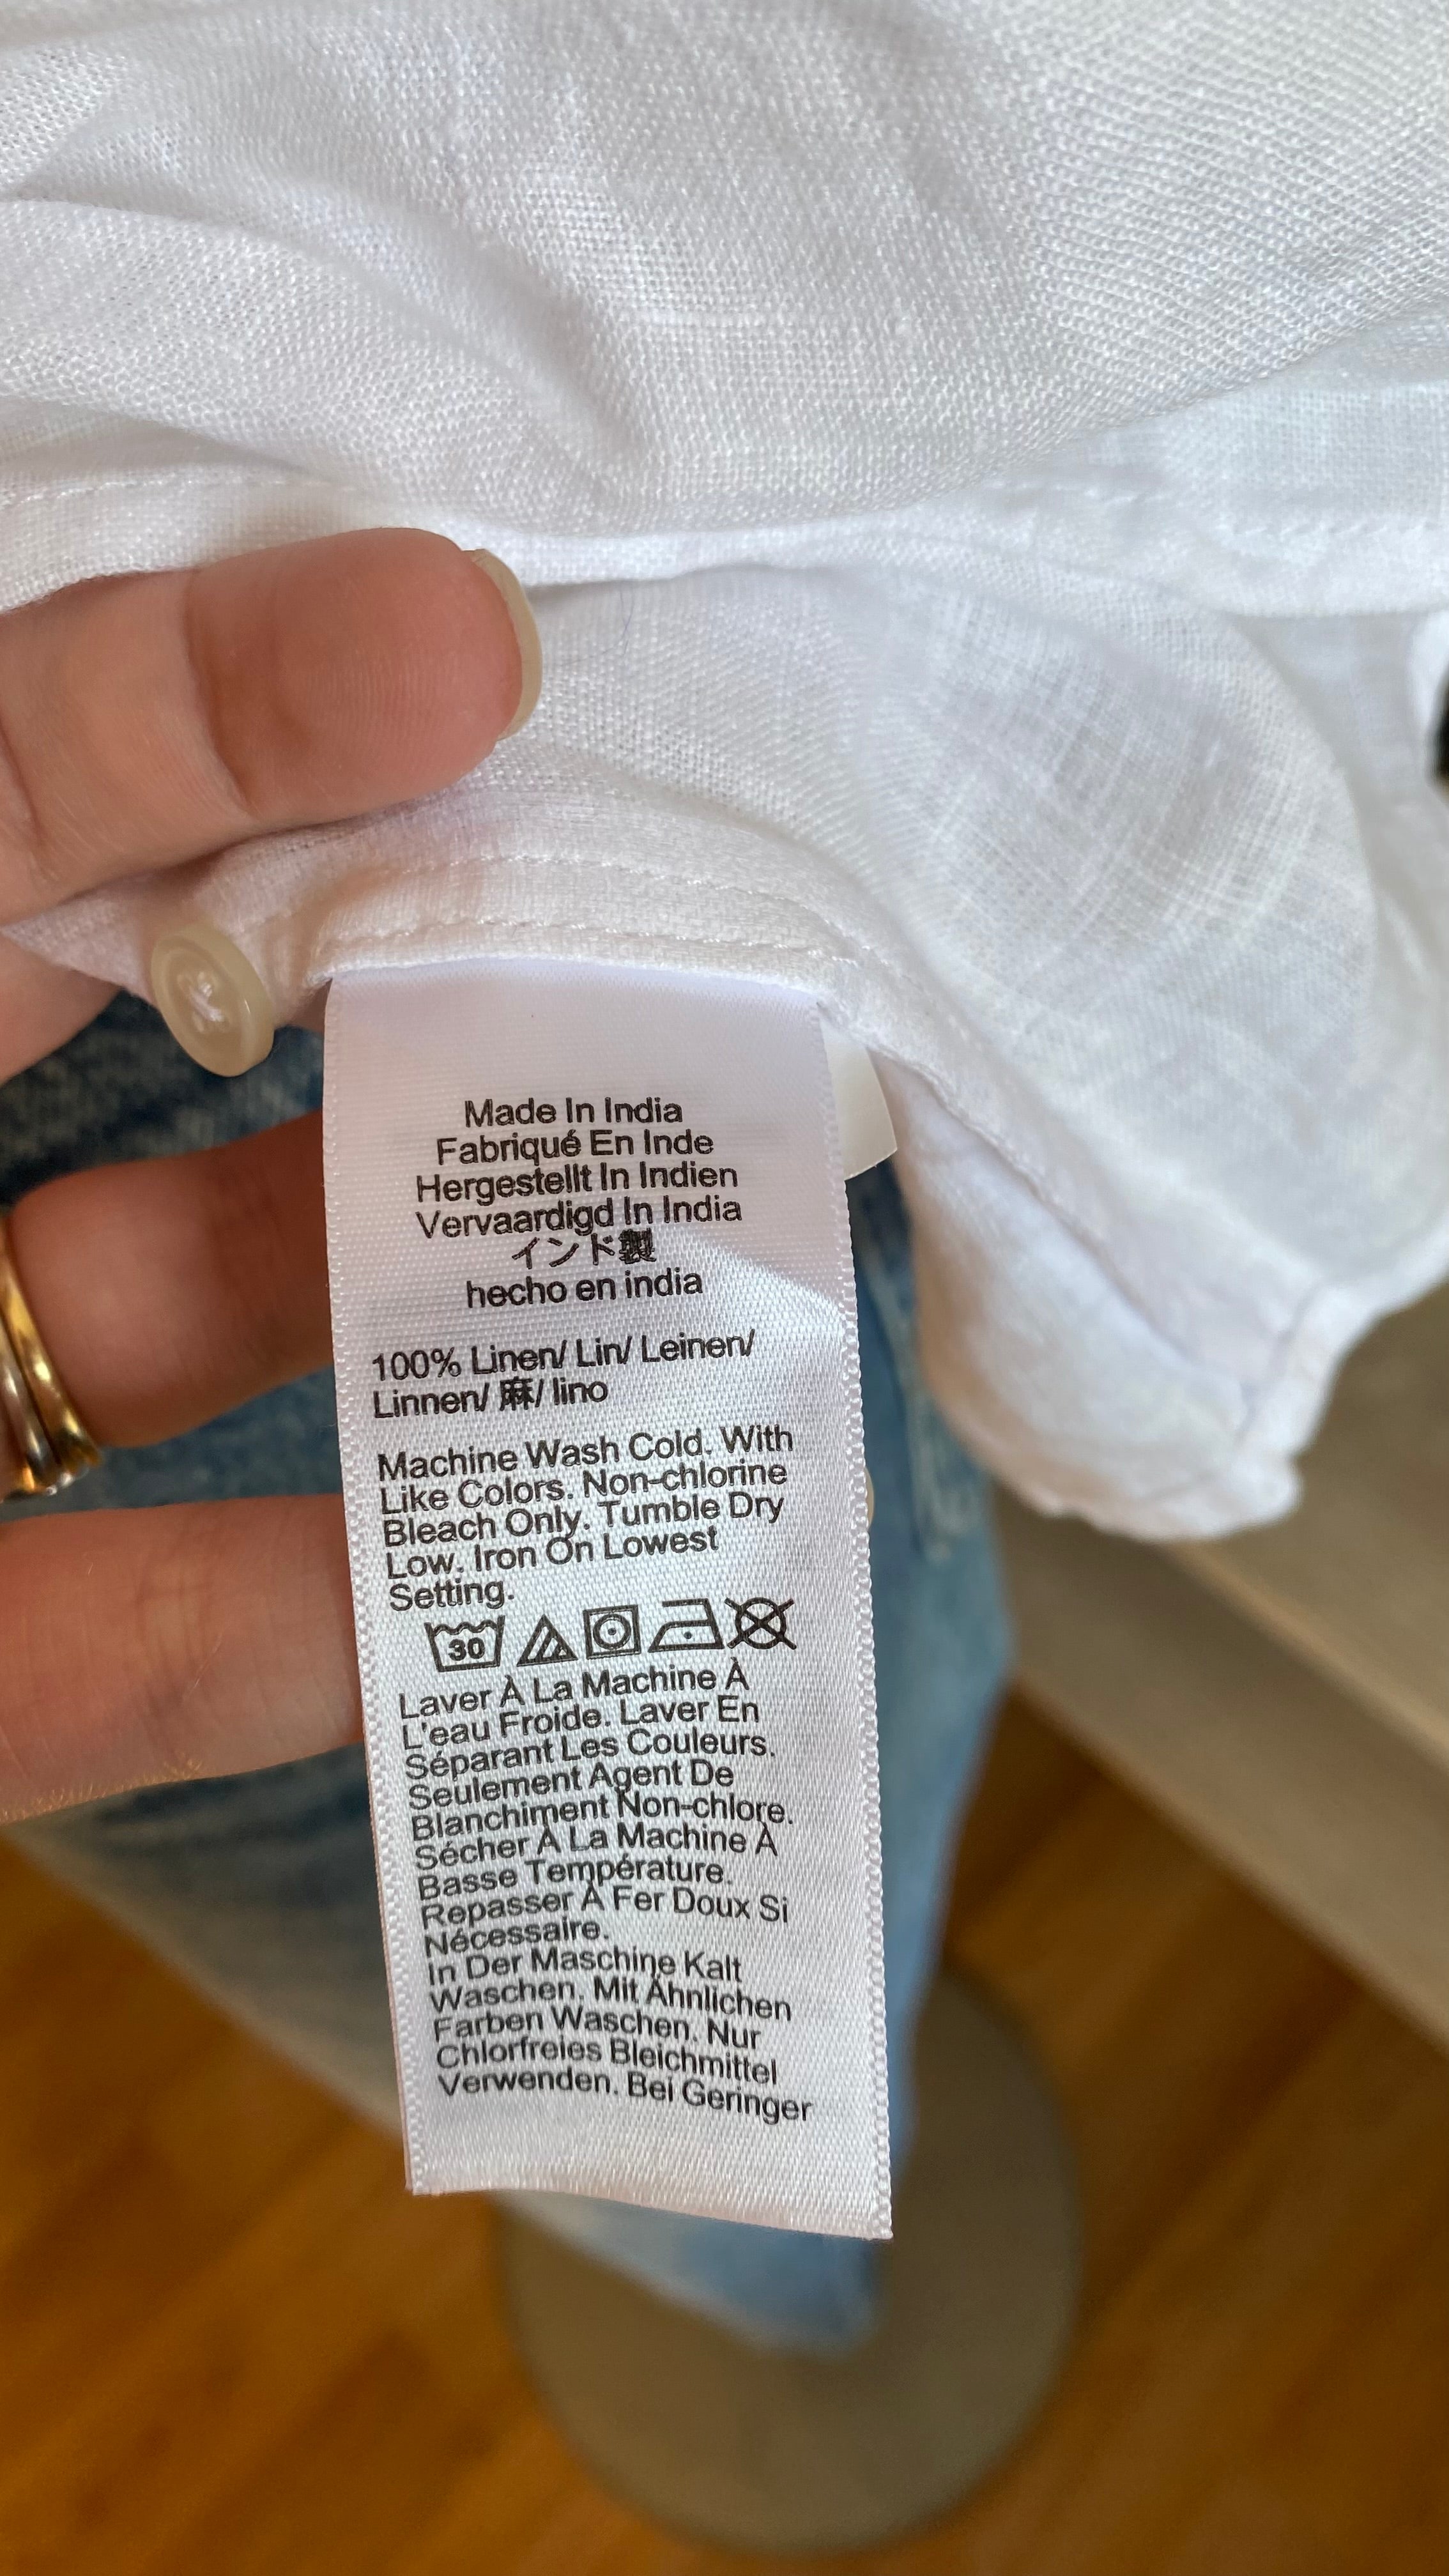 Made In India
Fabriqué En Inde
Hergestellt In Indien
Vervaardigd In India
インド製
hecho en india
100% Linen/ Lin/ Leinen/
Linnen/ 麻/ lino
Machine Wash Cold. With
Like Colors. Non-chlorine
Bleach Only. Tumble Dry
Low. Iron On Lowest
Setting.
30
Laver À La Machine À
L'eau Froide. Laver En
Séparant Les Couleurs.
Seulement Agent De
Blanchiment Non-chlore.
Sécher À La Machine À
Basse Température.
Repasser À Fer Doux Si
Nécessaire.
In Der Maschine Kalt
Waschen. Mit Ähnlichen
Farben Waschen. Nur
Chlorfreies Bleichmittel
Verwenden. Bei Geringer